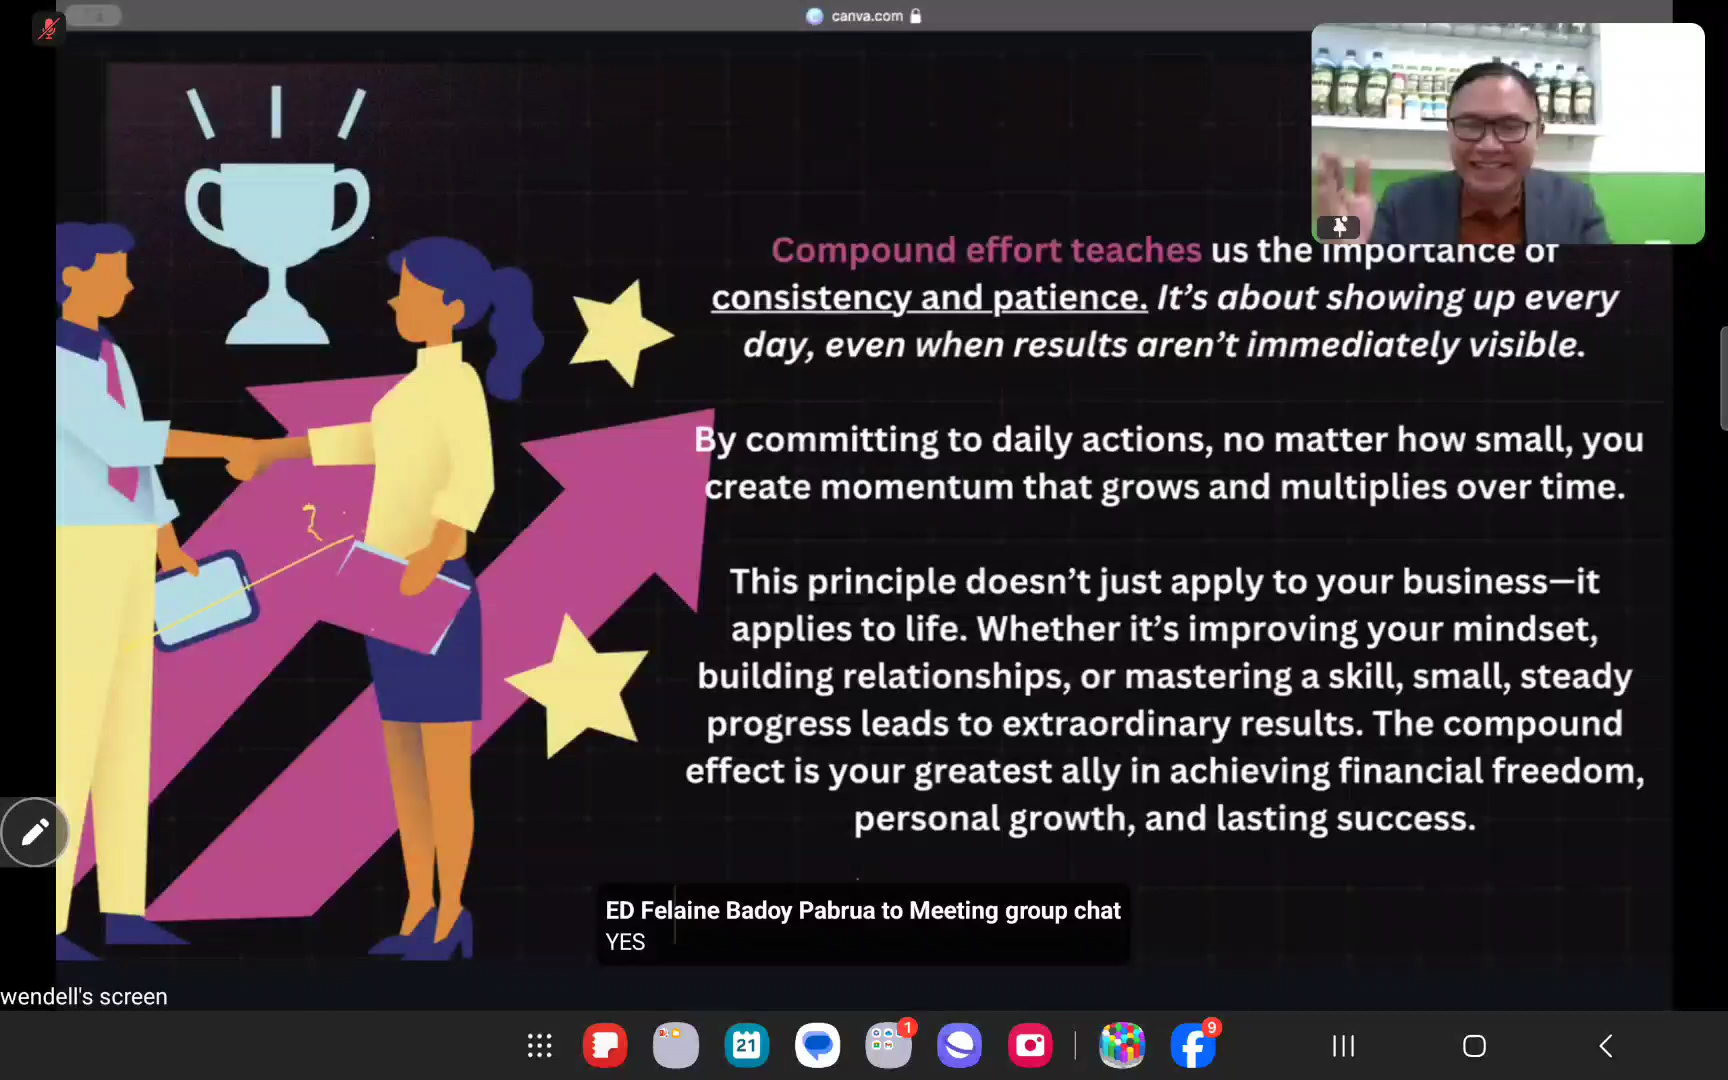 canva.com
Compound effort teaches us the importance of
consistency and patience. It’s about showing up every
day, even when results aren’t immediately visible.
By committing to daily actions, no matter how small, you
create momentum that grows and multiplies over time.
This principle doesn’t just apply to your business—it
applies to life. Whether it’s improving your mindset,
building relationships, or mastering a skill, small, steady
progress leads to extraordinary results. The compound
effect is your greatest ally in achieving financial freedom,
personal growth, and lasting success.
ED Felaine Badoy Pabrua to Meeting group chat
YES
wendell's screen
21
1
9